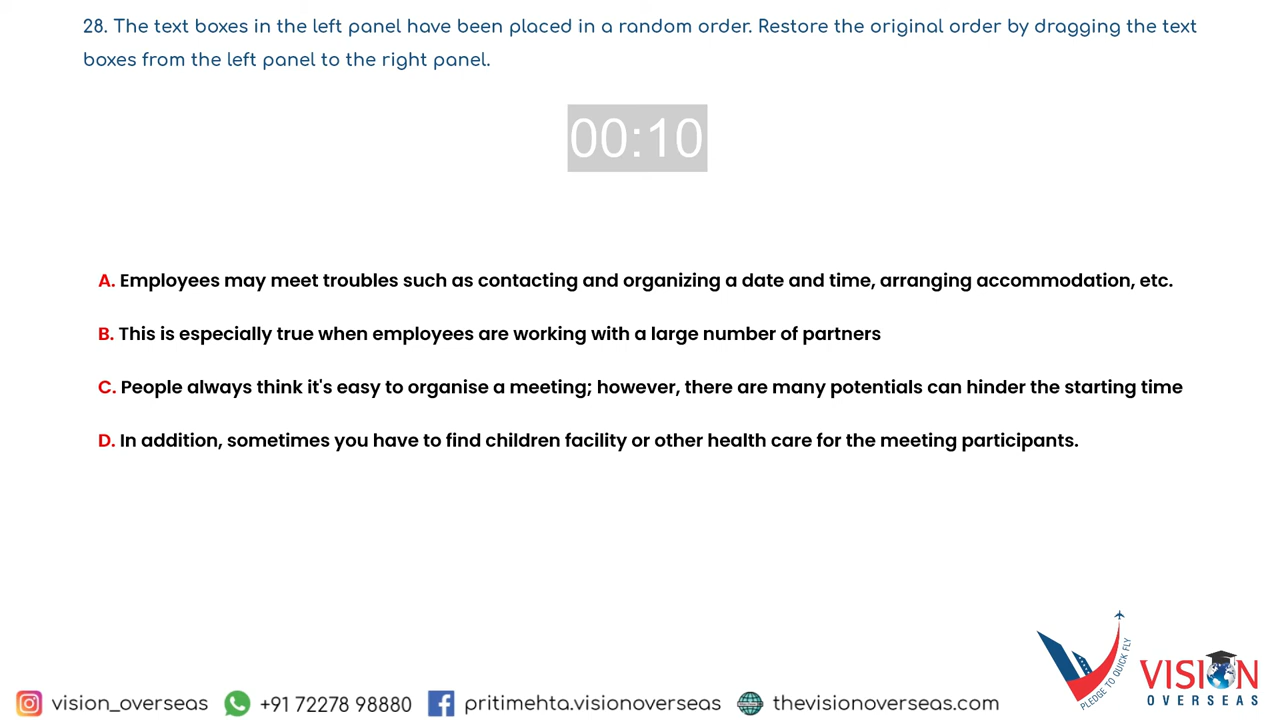 28. The text boxes in the left panel have been placed in a random order. Restore the original order by dragging the text
boxes from the left panel to the right panel.
00:10
A. Employees may meet troubles such as contacting and organizing a date and time, arranging accommodation, etc.
B. This is especially true when employees are working with a large number of partners
C. People always think it's easy to organise a meeting; however, there are many potentials can hinder the starting time
D. In addition, sometimes you have to find children facility or other health care for the meeting participants.
PLEDGE TO QUICK FLY
VISION
OVERSEAS
vision_overseas +91 72278 98880 pritimehta.visionoverseas thevisionoverseas.com